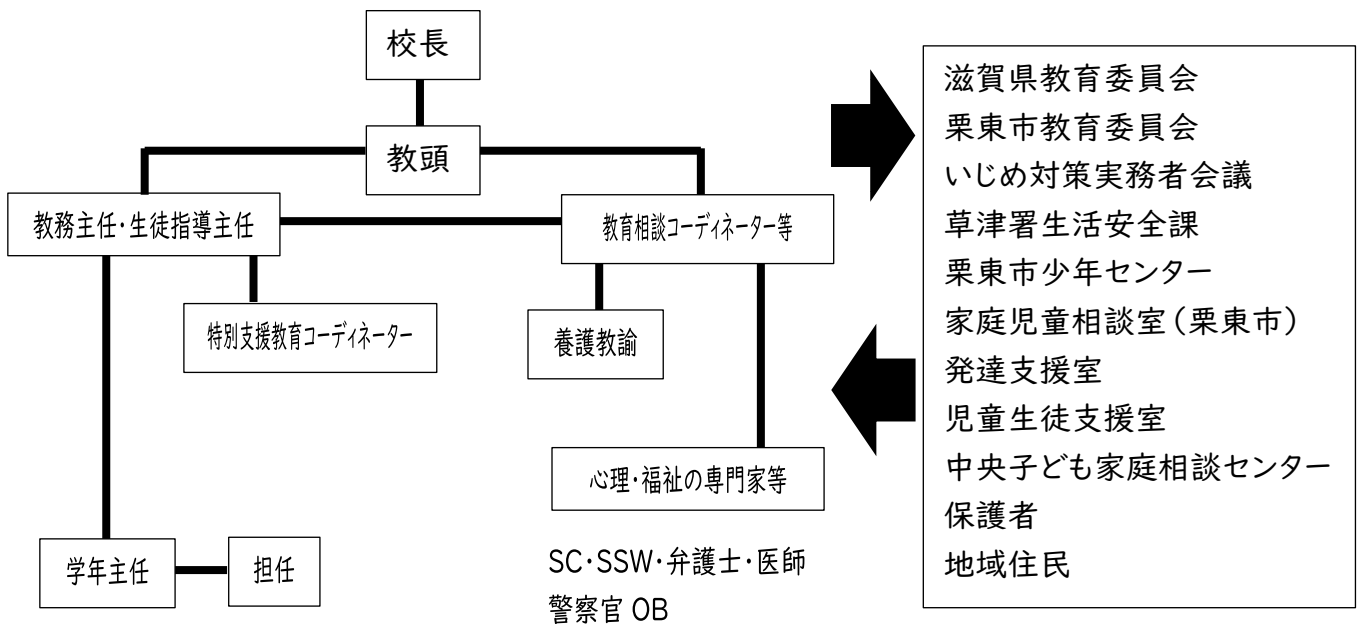 校長
教頭
教務主任・生徒指導主任
教育相談コーディネーター等
特別支援教育コーディネーター
養護教諭
心理・福祉の専門家等
学年主任
担任
SC・SSW・弁護士・医師
警察官 OB
滋賀県教育委員会
栗東市教育委員会
いじめ対策実務者会議
草津署生活安全課
栗東市少年センター
家庭児童相談室（栗東市）
発達支援室
児童生徒支援室
中央子ども家庭相談センター
保護者
地域住民